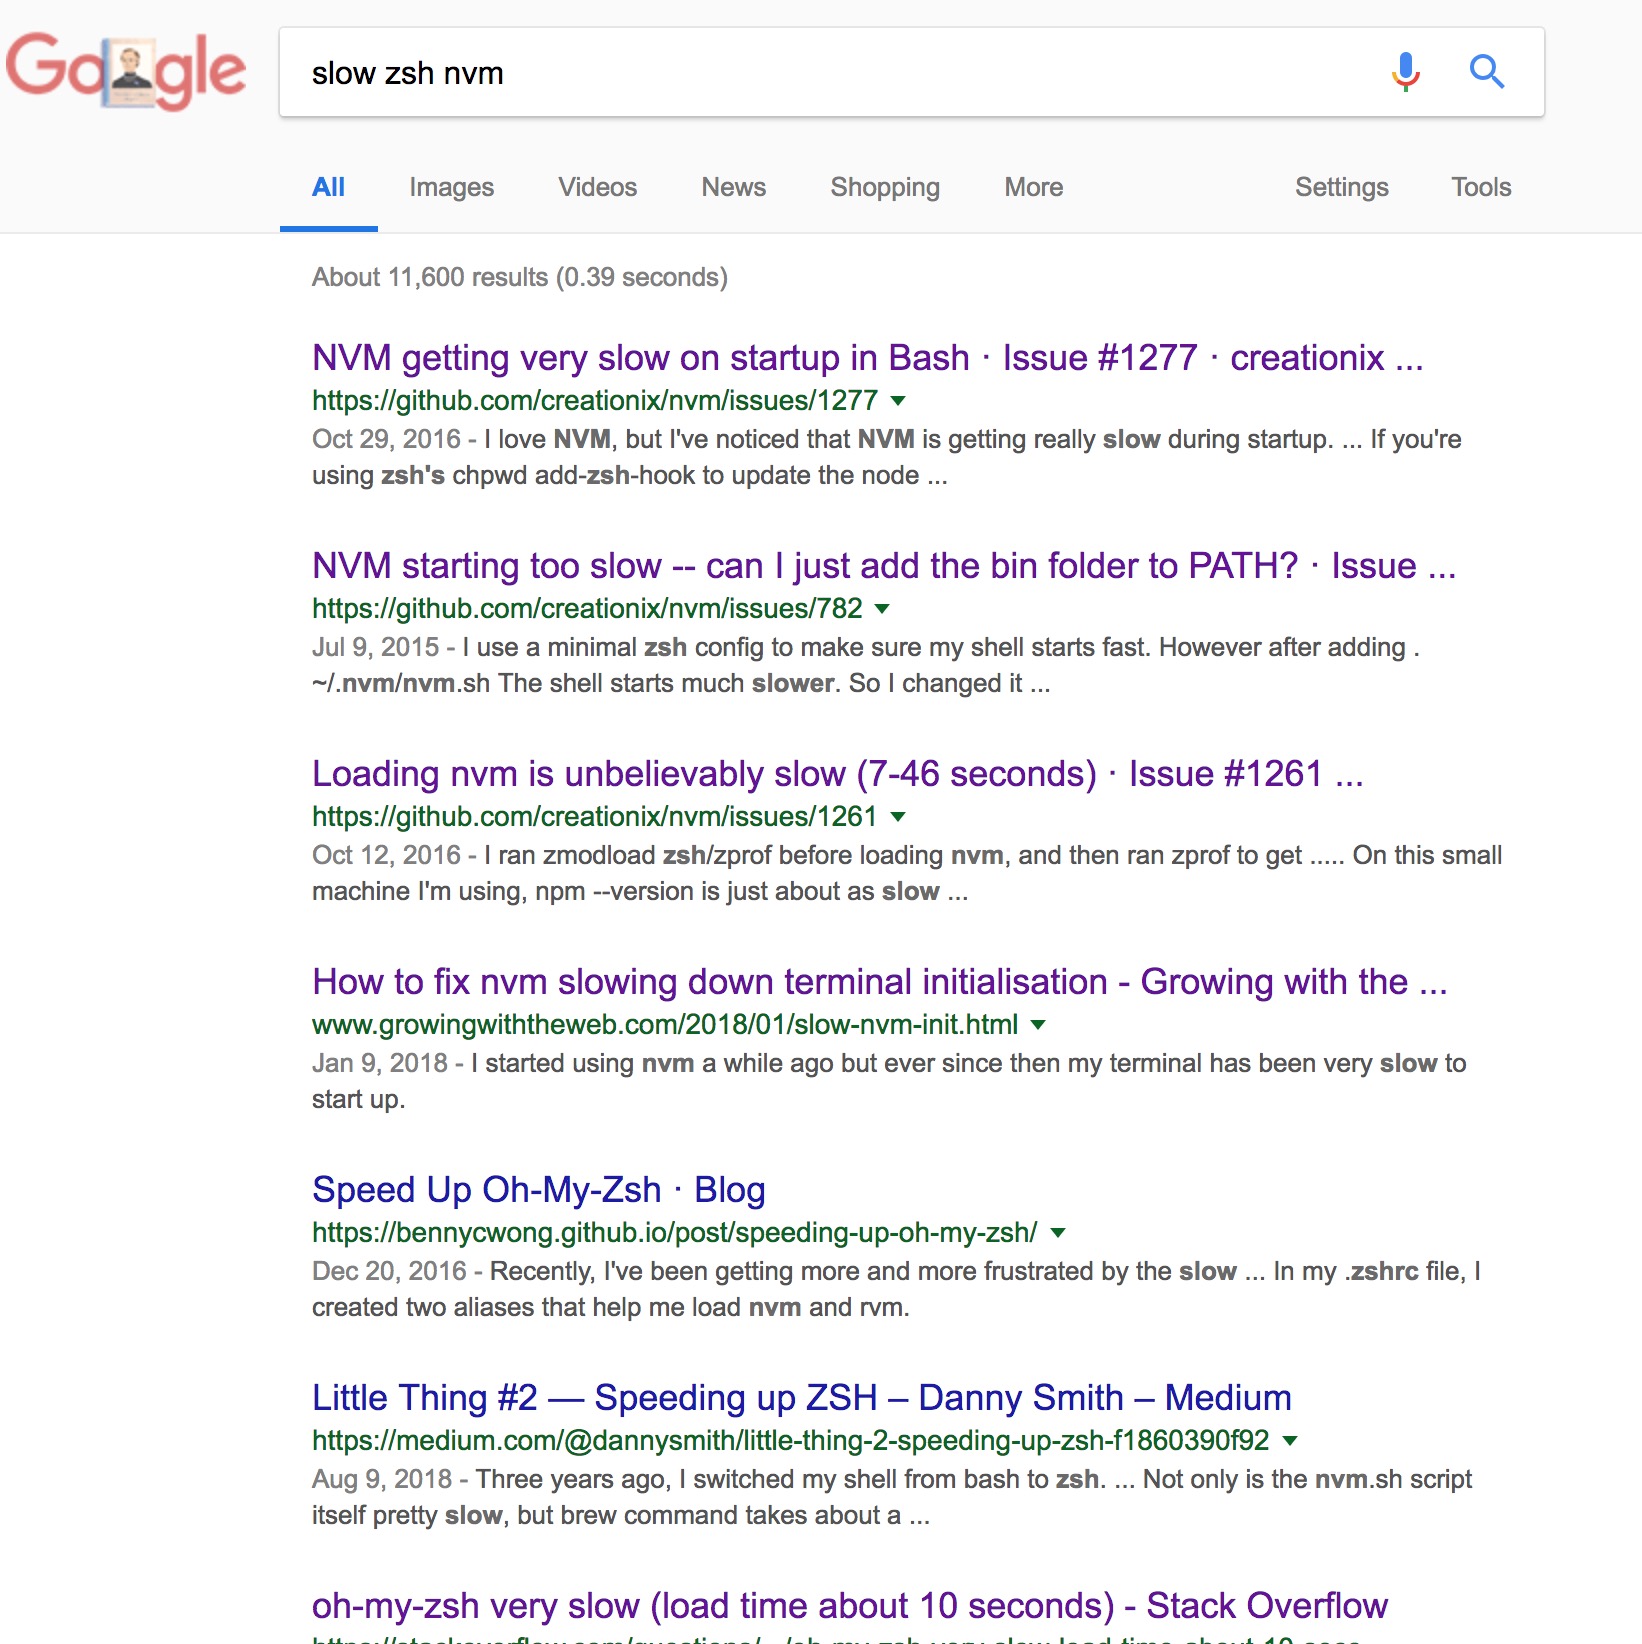 Google
slow zsh nvm
All Images Videos News Shopping More Settings Tools
About 11,600 results (0.39 seconds)
NVM getting very slow on startup in Bash · Issue #1277 · creationix ...
https://github.com/creationix/nvm/issues/1277
Oct 29, 2016 - I love NVM, but I've noticed that NVM is getting really slow during startup. ... If you're
using zsh's chpwd add-zsh-hook to update the node ...
NVM starting too slow -- can I just add the bin folder to PATH? · Issue ...
https://github.com/creationix/nvm/issues/782
Jul 9, 2015 - I use a minimal zsh config to make sure my shell starts fast. However after adding .
~/.nvm/nvm.sh The shell starts much slower. So I changed it ...
Loading nvm is unbelievably slow (7-46 seconds) · Issue #1261 ...
https://github.com/creationix/nvm/issues/1261
Oct 12, 2016 - I ran zmodload zsh/zprof before loading nvm, and then ran zprof to get ..... On this small
machine I'm using, npm --version is just about as slow ...
How to fix nvm slowing down terminal initialisation - Growing with the ...
www.growingwiththeweb.com/2018/01/slow-nvm-init.html
Jan 9, 2018 - I started using nvm a while ago but ever since then my terminal has been very slow to
start up.
Speed Up Oh-My-Zsh · Blog
https://bennycwong.github.io/post/speeding-up-oh-my-zsh/
Dec 20, 2016 - Recently, I've been getting more and more frustrated by the slow ... In my .zshrc file, I
created two aliases that help me load nvm and rvm.
Little Thing #2 — Speeding up ZSH – Danny Smith – Medium
https://medium.com/@dannysmith/little-thing-2-speeding-up-zsh-f1860390f92
Aug 9, 2018 - Three years ago, I switched my shell from bash to zsh. ... Not only is the nvm.sh script
itself pretty slow, but brew command takes about a ...
oh-my-zsh very slow (load time about 10 seconds) - Stack Overflow